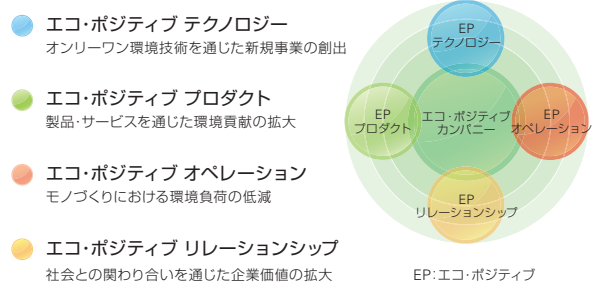 エコ・ポジティブ テクノロジー
オンリーワン環境技術を通じた新規事業の創出
エコ・ポジティブ プロダクト
製品・サービスを通じた環境貢献の拡大
エコ・ポジティブ オペレーション
モノづくりにおける環境負荷の低減
エコ・ポジティブ リレーションシップ
社会との関わり合いを通じた企業価値の拡大
EP
テクノロジー
EP
プロダクト
エコ・ポジティブ
カンパニー
EP
オペレーション
EP
リレーションシップ
EP：エコ・ポジティブ